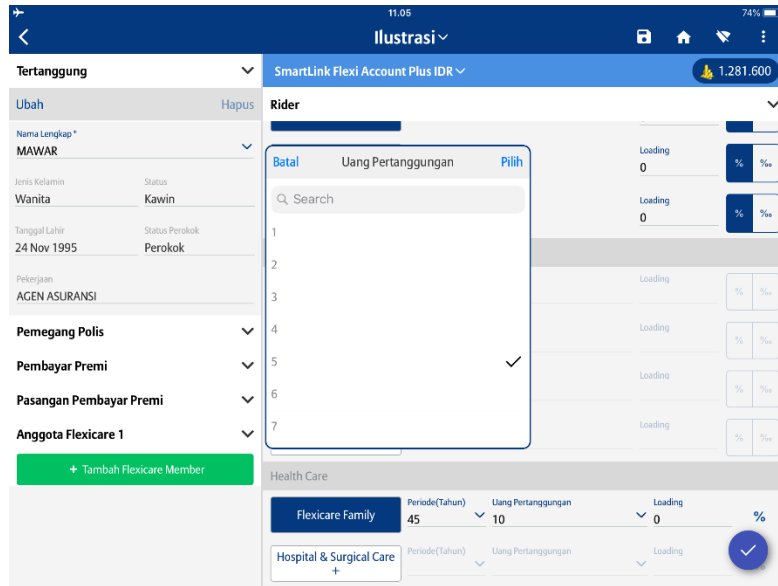 11.05
74%
Ilustrasi
Tertanggung
SmartLink Flexi Account Plus IDR
1.281.600
Ubah
Hapus
Rider
Nama Lengkap *
MAWAR
Jenis Kelamin
Status
Wanita
Kawin
Tanggal Lahir
Status Perokok
24 Nov 1995
Perokok
Pekerjaan
AGEN ASURANSI
Pemegang Polis
Pembayar Premi
Pasangan Pembayar Premi
Anggota Flexicare 1
+ Tambah Flexicare Member
Batal
Uang Pertanggungan
Pilih
Search
1
2
3
4
5
6
7
Loading
0
% ‰
Loading
0
% ‰
Loading
% ‰
Loading
% ‰
Loading
% ‰
Loading
% ‰
Health Care
Flexicare Family
Periode(Tahun)
45
Uang Pertanggungan
10
Loading
0
%
Hospital & Surgical Care
+
Periode(Tahun)
Uang Pertanggungan
Loading